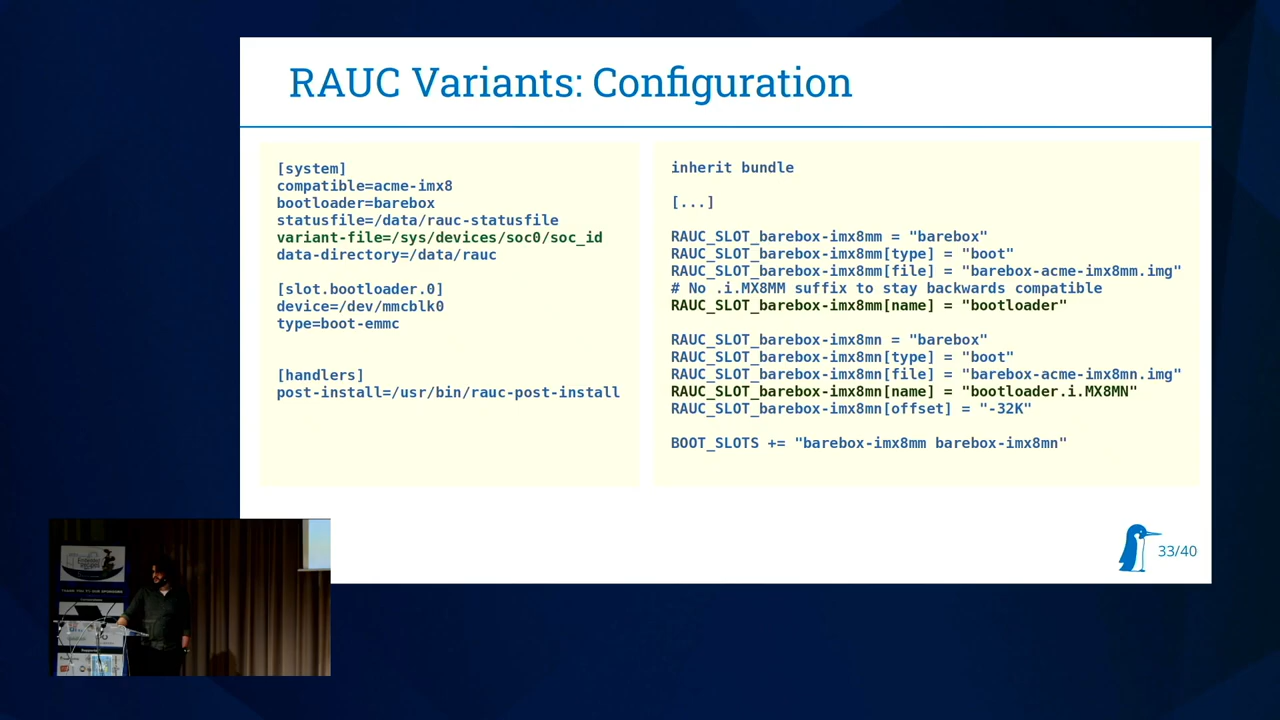 RAUC Variants: Configuration
[system]
compatible=acme-imx8
bootloader=barebox
statusfile=/data/rauc-statusfile
variant-file=/sys/devices/soc0/soc_id
data-directory=/data/rauc
[slot.bootloader.0]
device=/dev/mmcblk0
type=boot-emmc
[handlers]
post-install=/usr/bin/rauc-post-install
inherit bundle
[...]
RAUC_SLOT_barebox-imx8mm = "barebox"
RAUC_SLOT_barebox-imx8mm[type] = "boot"
RAUC_SLOT_barebox-imx8mm[file] = "barebox-acme-imx8mm.img"
# No .i.MX8MM suffix to stay backwards compatible
RAUC_SLOT_barebox-imx8mm[name] = "bootloader"
RAUC_SLOT_barebox-imx8mn = "barebox"
RAUC_SLOT_barebox-imx8mn[type] = "boot"
RAUC_SLOT_barebox-imx8mn[file] = "barebox-acme-imx8mn.img"
RAUC_SLOT_barebox-imx8mn[name] = "bootloader.i.MX8MN"
RAUC_SLOT_barebox-imx8mn[offset] = "-32K"
BOOT_SLOTS += "barebox-imx8mm barebox-imx8mn"
33/40
THANK YOU TO OUR SPONSORS